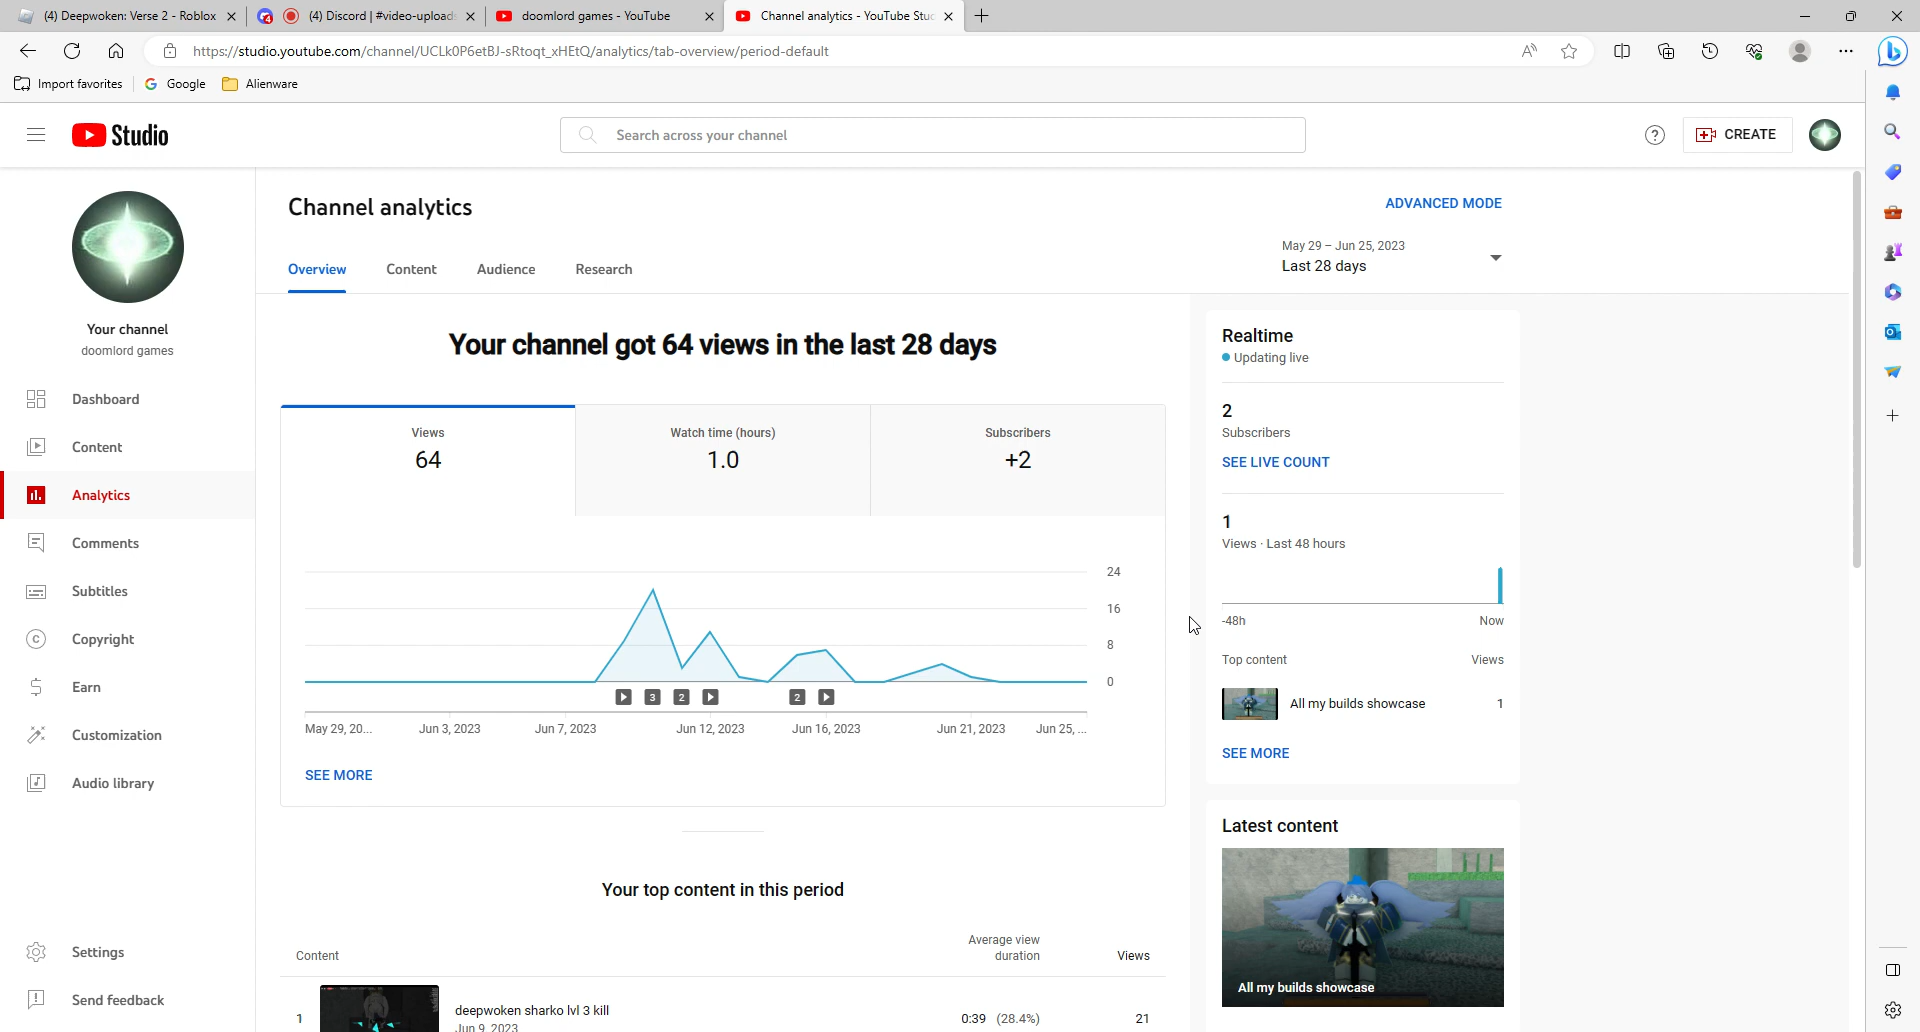 (4) Deepwoken: Verse 2 - Roblox
(4) Discord | #video-uploads
doomlord games - YouTube
Channel analytics - YouTube Stu
https://studio.youtube.com/channel/UCLk0P6etBJ-sRtoqt_xHEtQ/analytics/tab-overview/period-default
Import favorites
Google
Alienware
Studio
Search across your channel
CREATE
Your channel
doomlord games
Dashboard
Content
Analytics
Comments
Subtitles
Copyright
Earn
Customization
Audio library
Settings
Send feedback
Channel analytics
ADVANCED MODE
Overview
Content
Audience
Research
May 29 – Jun 25, 2023
Last 28 days
Your channel got 64 views in the last 28 days
Views
64
Watch time (hours)
1.0
Subscribers
+2
24
16
8
0
3
2
2
May 29, 20...
Jun 3, 2023
Jun 7, 2023
Jun 12, 2023
Jun 16, 2023
Jun 21, 2023
Jun 25, ...
SEE MORE
Your top content in this period
Content
Average view
duration
Views
1
deepwoken sharko lvl 3 kill
Jun 9, 2023
0:39 (28.4%)
21
Realtime
Updating live
2
Subscribers
SEE LIVE COUNT
1
Views · Last 48 hours
-48h
Now
Top content
Views
All my builds showcase
1
SEE MORE
Latest content
All my builds showcase